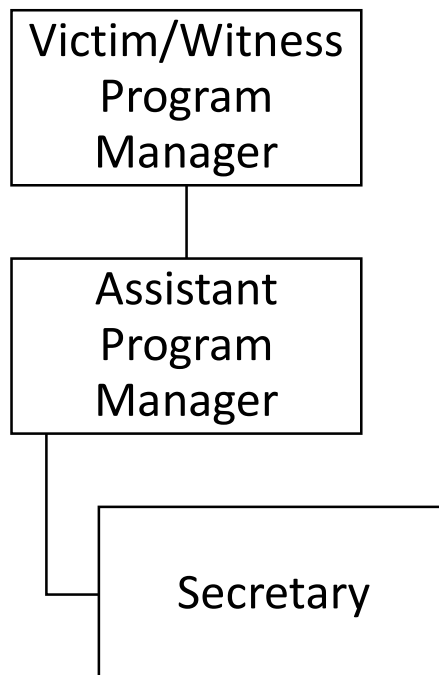 Victim/Witness
Program
Manager
Assistant
Program
Manager
Secretary